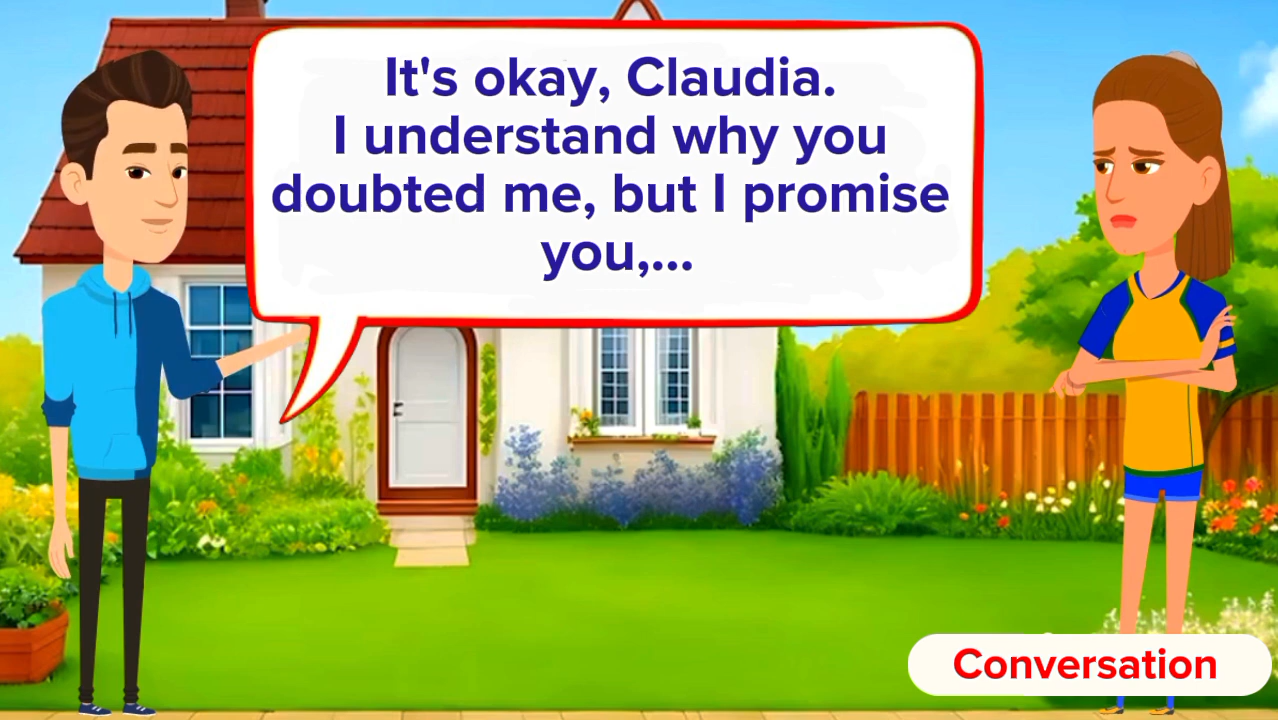 It's okay, Claudia.
I understand why you
doubted me, but I promise
you,...
Conversation